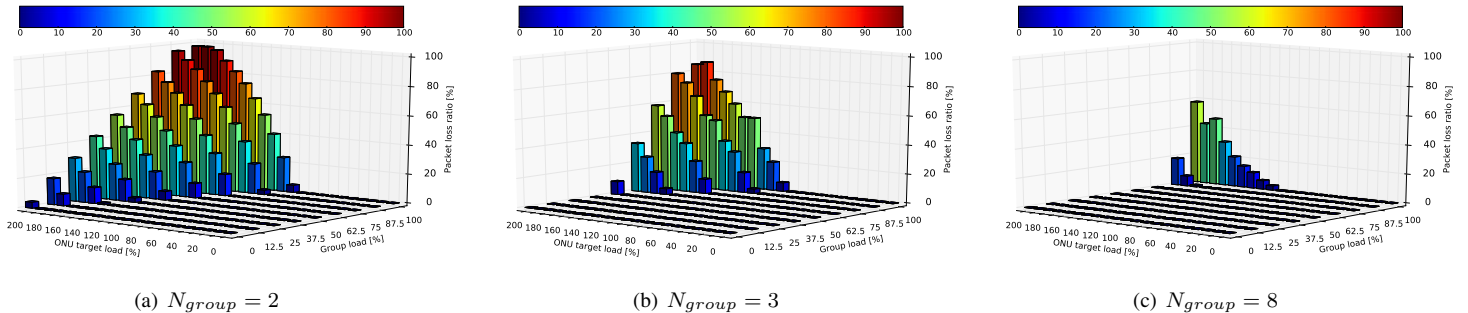 0 10 20 30 40 50 60 70 80 90 100
100
80
60
40
20
0
Packet loss ratio [%]
200 180 160 140 120 100 80 60 40 20 0
ONU target load [%]
0 12.5 25 37.5 50 62.5 75 87.5 100
Group load [%]
(a) N_{group} = 2
0 10 20 30 40 50 60 70 80 90 100
100
80
60
40
20
0
Packet loss ratio [%]
200 180 160 140 120 100 80 60 40 20 0
ONU target load [%]
0 12.5 25 37.5 50 62.5 75 87.5 100
Group load [%]
(b) N_{group} = 3
0 10 20 30 40 50 60 70 80 90 100
100
80
60
40
20
0
Packet loss ratio [%]
200 180 160 140 120 100 80 60 40 20 0
ONU target load [%]
0 12.5 25 37.5 50 62.5 75 87.5 100
Group load [%]
(c) N_{group} = 8